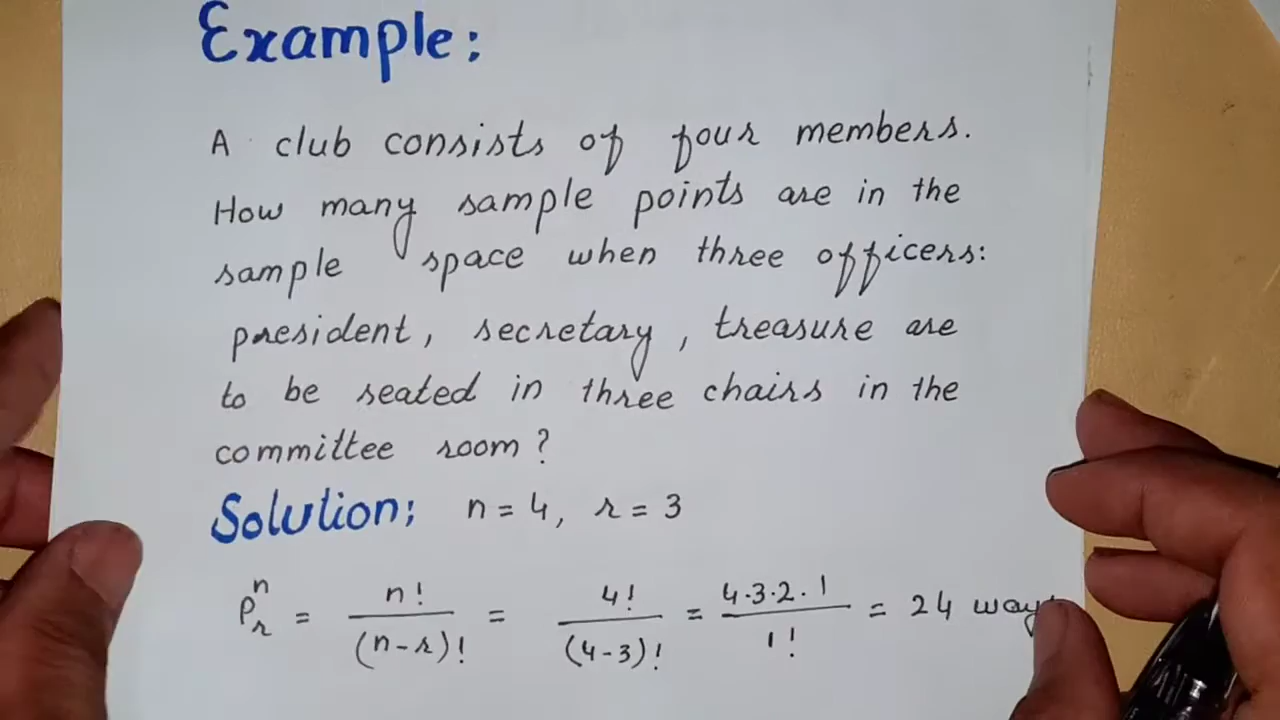 Example:
A club consists of four members.
How many sample points are in the
sample space when three officers:
president, secretary, treasure are
to be seated in three chairs in the
committee room?
Solution: n = 4, r = 3
P^n_r = n! / (n-r)! = 4! / (4-3)! = 4·3·2·1 / 1! = 24 ways